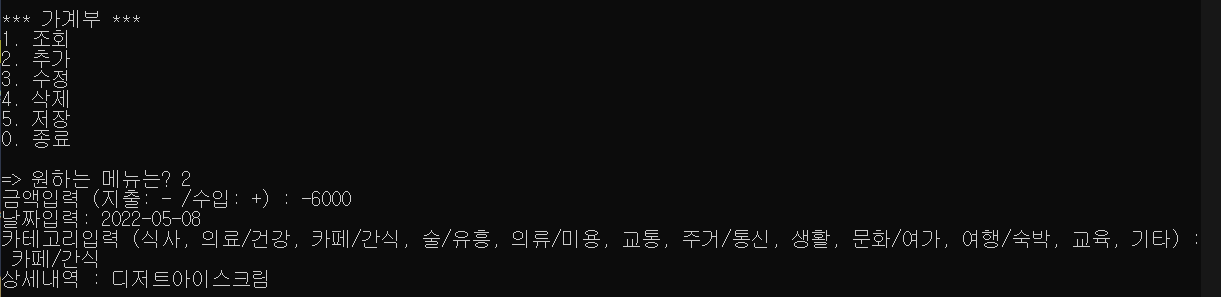 *** 가계부 ***
1. 조회
2. 추가
3. 수정
4. 삭제
5. 저장
0. 종료
=> 원하는 메뉴는? 2
금액입력 (지출: - /수입: +) : -6000
날짜입력: 2022-05-08
카테고리입력 (식사, 의료/건강, 카페/간식, 술/유흥, 의류/미용, 교통, 주거/통신, 생활, 문화/여가, 여행/숙박, 교육, 기타) :
카페/간식
상세내역 : 디저트아이스크림